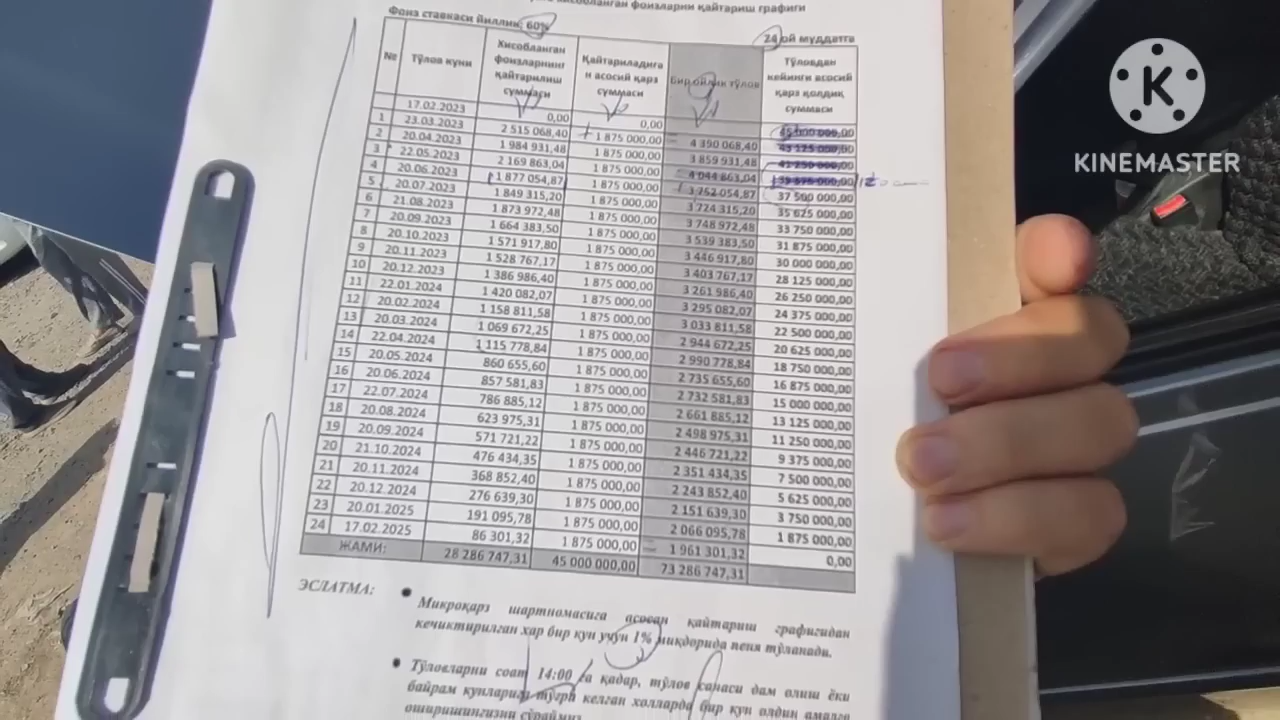 ҳисобланган фоизларни қайтариш графиги
Фоиз ставкаси йиллик: 60%
24 ой муддатга
№ Тўлов куни Хисобланган фоизларнинг қайтарилиш суммаси Қайтариладиган асосий қарз суммаси Бир ойлик тўлов Тўловдан кейинги асосий қарз қолдиқ суммаси
17.02.2023 0,00 0,00 45 000 000,00
1 23.03.2023 2 515 068,40 1 875 000,00 4 390 068,40 43 125 000,00
2 20.04.2023 1 984 931,48 1 875 000,00 3 859 931,48 41 250 000,00
3 22.05.2023 2 169 863,04 1 875 000,00 4 044 863,04 39 375 000,00
4 20.06.2023 1 877 054,87 1 875 000,00 3 752 054,87 37 500 000,00
5 20.07.2023 1 849 315,20 1 875 000,00 3 724 315,20 35 625 000,00
6 21.08.2023 1 873 972,48 1 875 000,00 3 748 972,48 33 750 000,00
7 20.09.2023 1 664 383,50 1 875 000,00 3 539 383,50 31 875 000,00
8 20.10.2023 1 571 917,80 1 875 000,00 3 446 917,80 30 000 000,00
9 20.11.2023 1 528 767,17 1 875 000,00 3 403 767,17 28 125 000,00
10 20.12.2023 1 386 986,40 1 875 000,00 3 261 986,40 26 250 000,00
11 22.01.2024 1 420 082,07 1 875 000,00 3 295 082,07 24 375 000,00
12 20.02.2024 1 158 811,58 1 875 000,00 3 033 811,58 22 500 000,00
13 20.03.2024 1 069 672,25 1 875 000,00 2 944 672,25 20 625 000,00
14 22.04.2024 1 115 778,84 1 875 000,00 2 990 778,84 18 750 000,00
15 20.05.2024 860 655,60 1 875 000,00 2 735 655,60 16 875 000,00
16 20.06.2024 857 581,83 1 875 000,00 2 732 581,83 15 000 000,00
17 22.07.2024 786 885,12 1 875 000,00 2 661 885,12 13 125 000,00
18 20.08.2024 623 975,31 1 875 000,00 2 498 975,31 11 250 000,00
19 20.09.2024 571 721,22 1 875 000,00 2 446 721,22 9 375 000,00
20 21.10.2024 476 434,35 1 875 000,00 2 351 434,35 7 500 000,00
21 20.11.2024 368 852,40 1 875 000,00 2 243 852,40 5 625 000,00
22 20.12.2024 276 639,30 1 875 000,00 2 151 639,30 3 750 000,00
23 20.01.2025 191 095,78 1 875 000,00 2 066 095,78 1 875 000,00
24 17.02.2025 86 301,32 1 875 000,00 1 961 301,32 0,00
ЖАМИ: 28 286 747,31 45 000 000,00 73 286 747,31
ЭСЛАТМА:
• Микроқарз шартномасига асосан қайтариш графигидан
кечиктирилган хар бир кун учун 1% миқдорида пеня тўланади.
• Тўловларни соат 14:00 га қадар, тўлов санаси дам олиш ёки
байрам кунларига тўғри келган холларда бир кун олдин амалга
оширишингизни сўраймиз
KINEMASTER